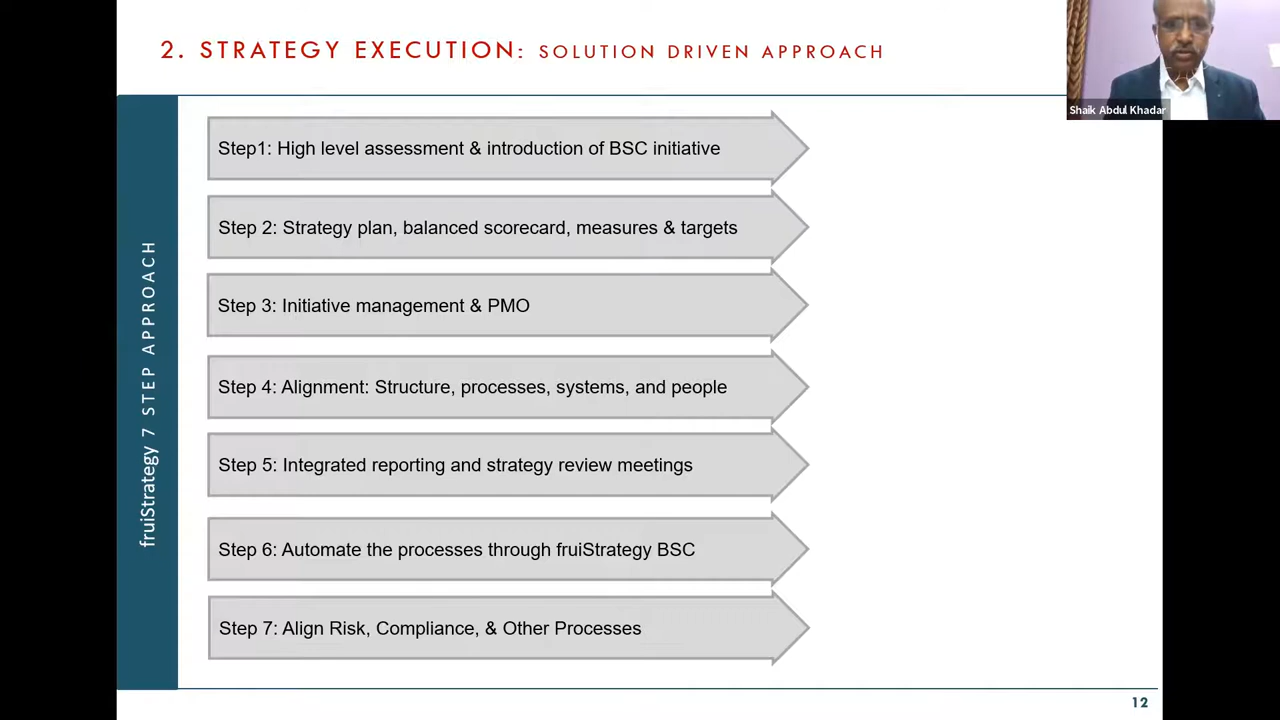 2. STRATEGY EXECUTION: SOLUTION DRIVEN APPROACH
Shaik Abdul Khadar
fruiStrategy 7 STEP APPROACH
Step1: High level assessment & introduction of BSC initiative
Step 2: Strategy plan, balanced scorecard, measures & targets
Step 3: Initiative management & PMO
Step 4: Alignment: Structure, processes, systems, and people
Step 5: Integrated reporting and strategy review meetings
Step 6: Automate the processes through fruiStrategy BSC
Step 7: Align Risk, Compliance, & Other Processes
12